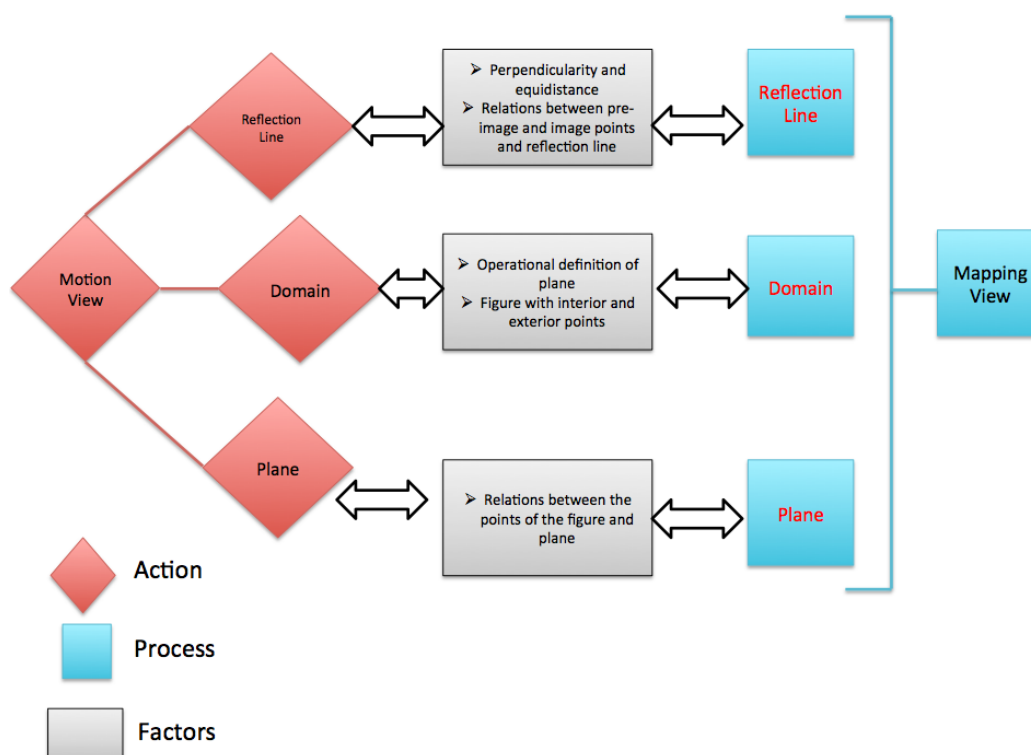 Reflection
Line
➢ Perpendicularity and
equidistance
➢ Relations between pre-
image and image points
and reflection line
Reflection
Line
Motion
View
Domain
➢ Operational definition of
plane
➢ Figure with interior and
exterior points
Domain
Mapping
View
Plane
➢ Relations between the
points of the figure and
plane
Plane
Action
Process
Factors